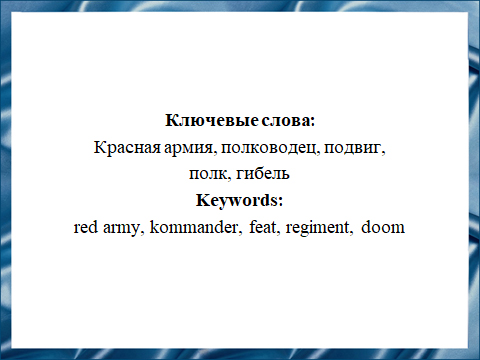 Ключевые слова:
Красная армия, полководец, подвиг,
полк, гибель
Keywords:
red army, kommander, feat, regiment, doom